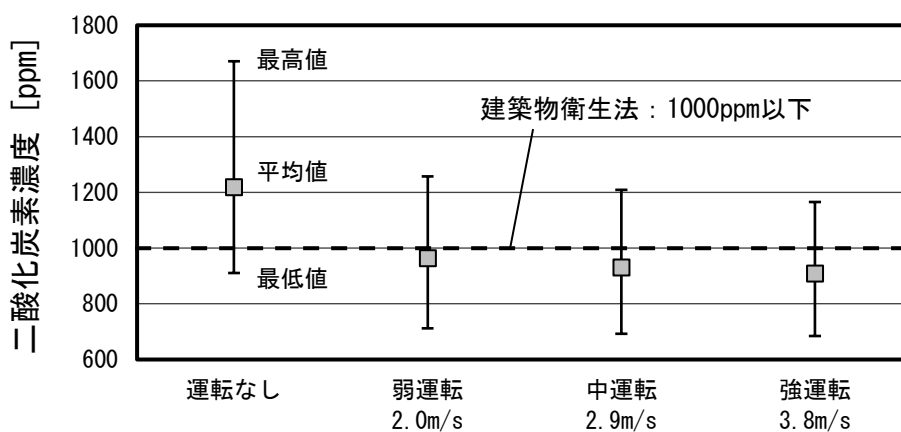 二酸化炭素濃度 [ppm]
1800
1600
1400
1200
1000
800
600
最高値
平均値
最低値
建築物衛生法：1000ppm以下
運転なし
弱運転
2.0m/s
中運転
2.9m/s
強運転
3.8m/s